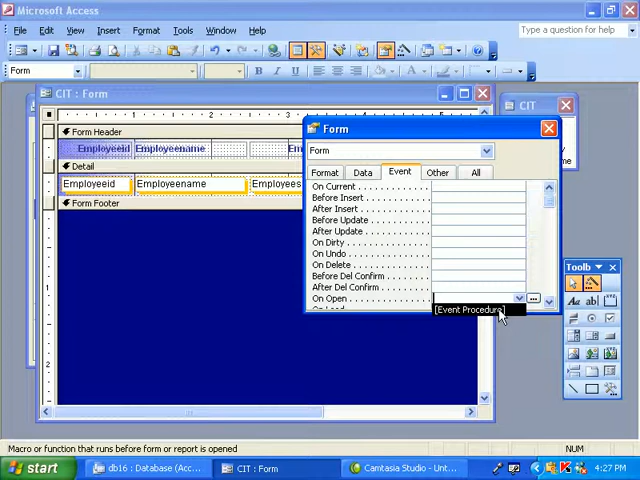 Microsoft Access
File Edit View Insert Format Tools Window Help
Type a question for help
Form
B I U
CIT : Form
CIT
Form Header
Employeeid
Employeename
Detail
Employeeid
Employeename
Employees
Form Footer
Form
Form
Format Data Event Other All
On Current
Before Insert
After Insert
Before Update
After Update
On Dirty
On Undo
On Delete
Before Del Confirm
After Del Confirm
On Open
[Event Procedure]
Toolb
Aa ab|
Macro or function that runs before form or report is opened
NUM
start
db16 : Database (Acc...
CIT : Form
Camtasia Studio - Unt...
4:27 PM